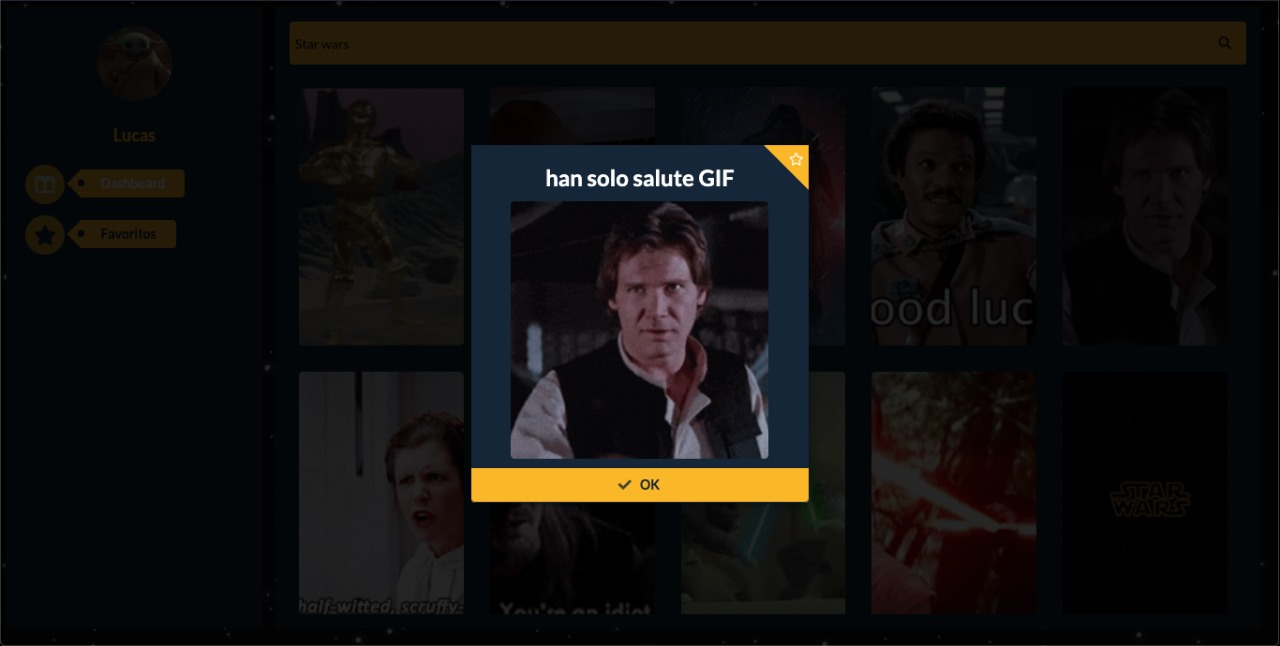 Star wars
Lucas
Dashboard
Favoritos
han solo salute GIF
OK
ood luc
half-witted, scruffy-
You're an idiot
STAR
WARS